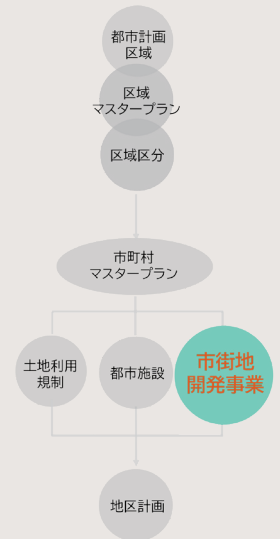 都市計画
区域
区域
マスタープラン
区域区分
市町村
マスタープラン
土地利用
規制
都市施設
市街地
開発事業
地区計画